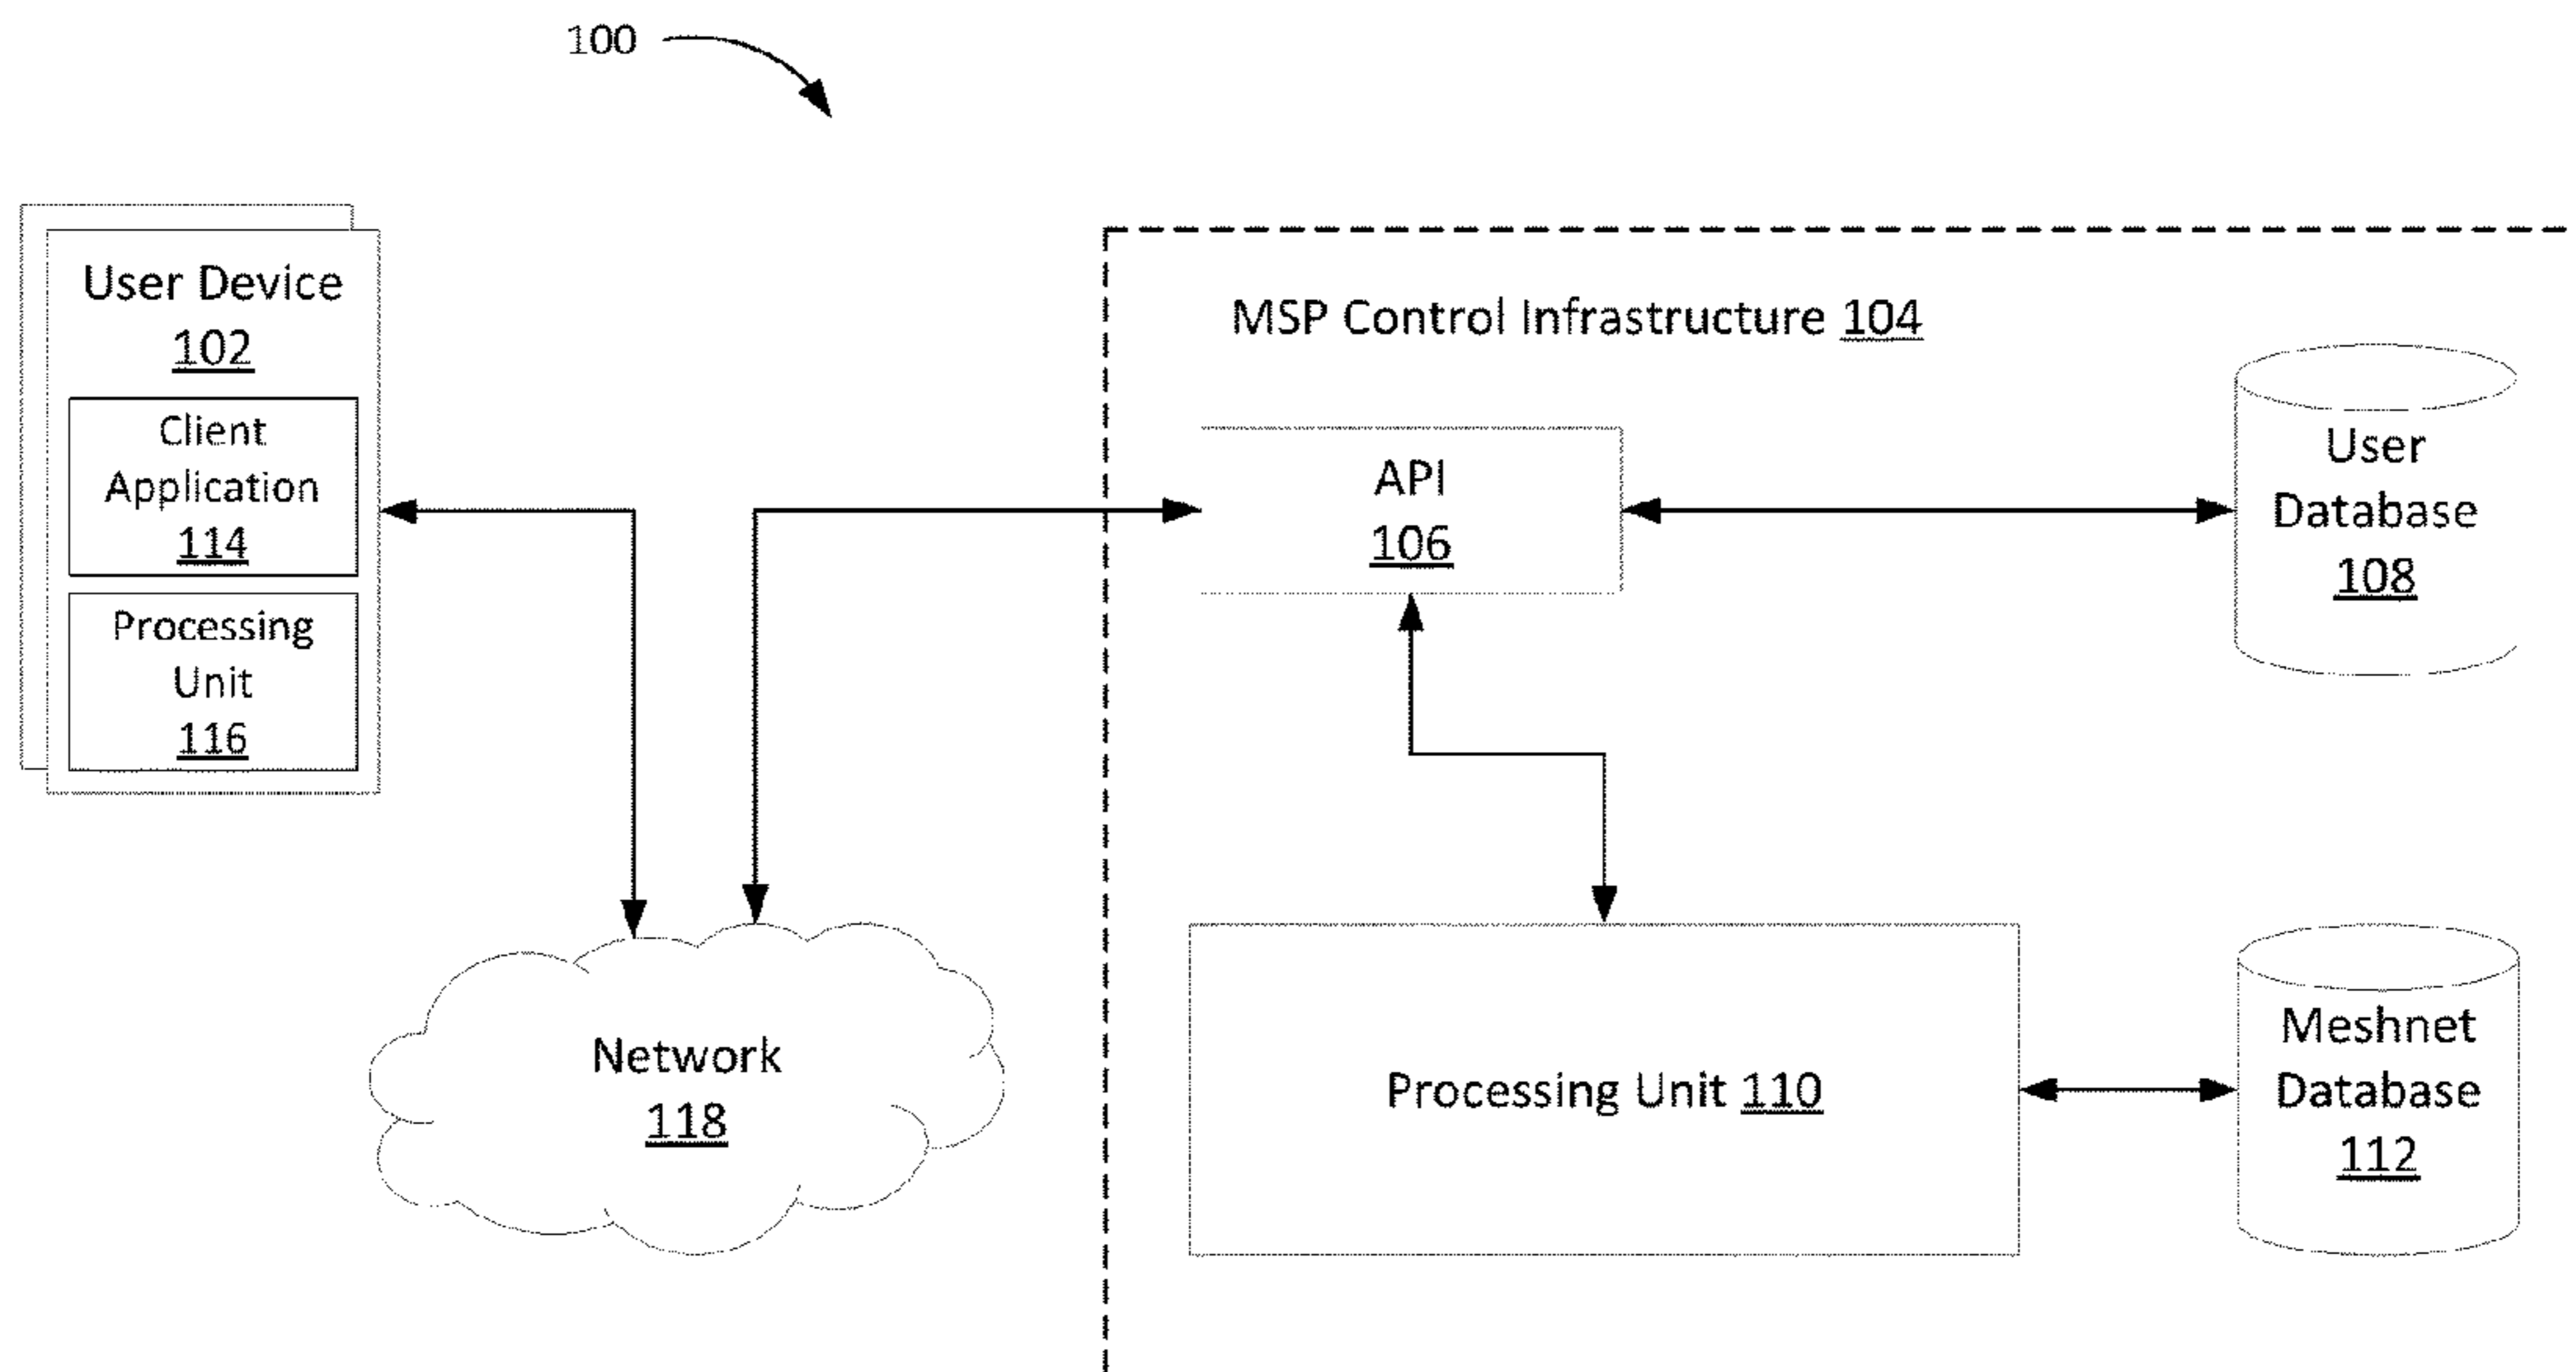 100
User Device
102
Client
Application
114
Processing
Unit
116
MSP Control Infrastructure 104
API
106
User
Database
108
Network
118
Processing Unit 110
Meshnet
Database
112